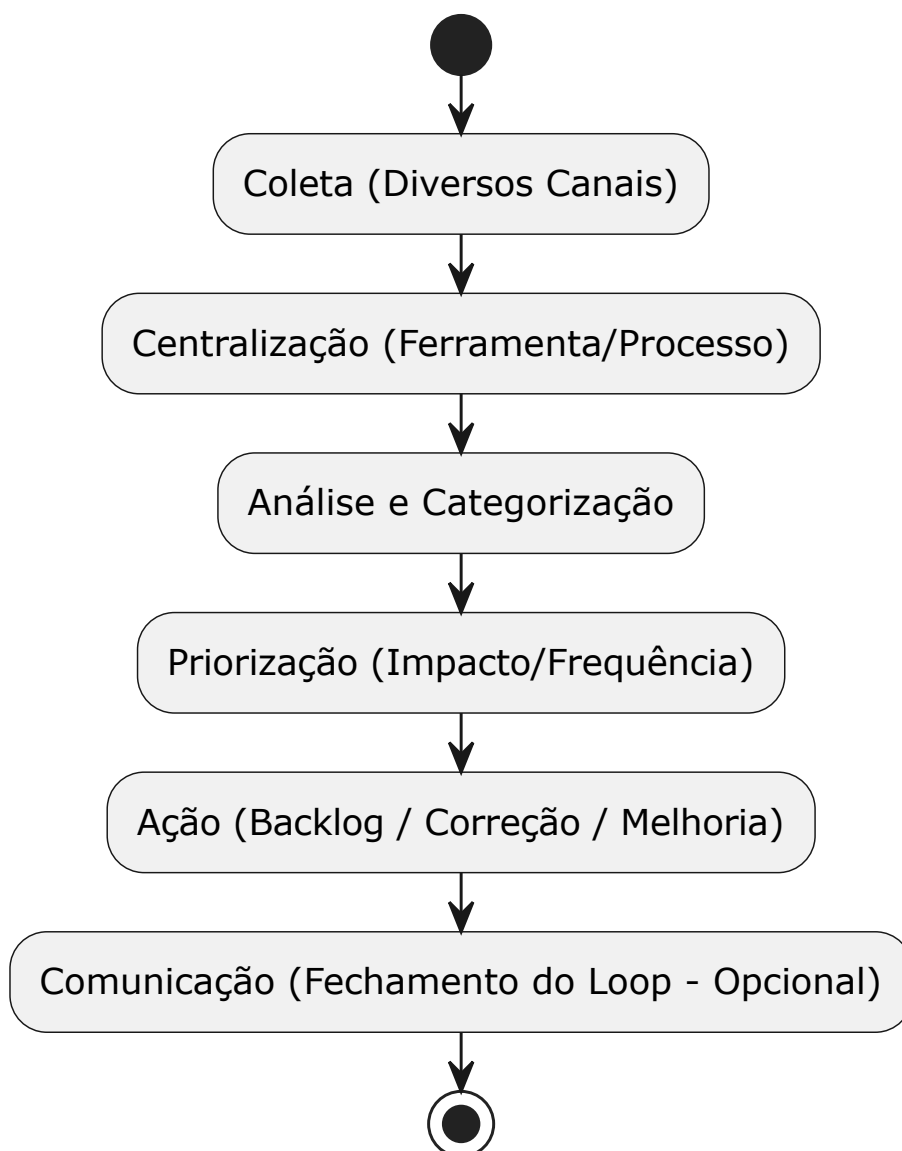 Coleta (Diversos Canais)
Centralização (Ferramenta/Processo)
Análise e Categorização
Priorização (Impacto/Frequência)
Ação (Backlog / Correção / Melhoria)
Comunicação (Fechamento do Loop - Opcional)